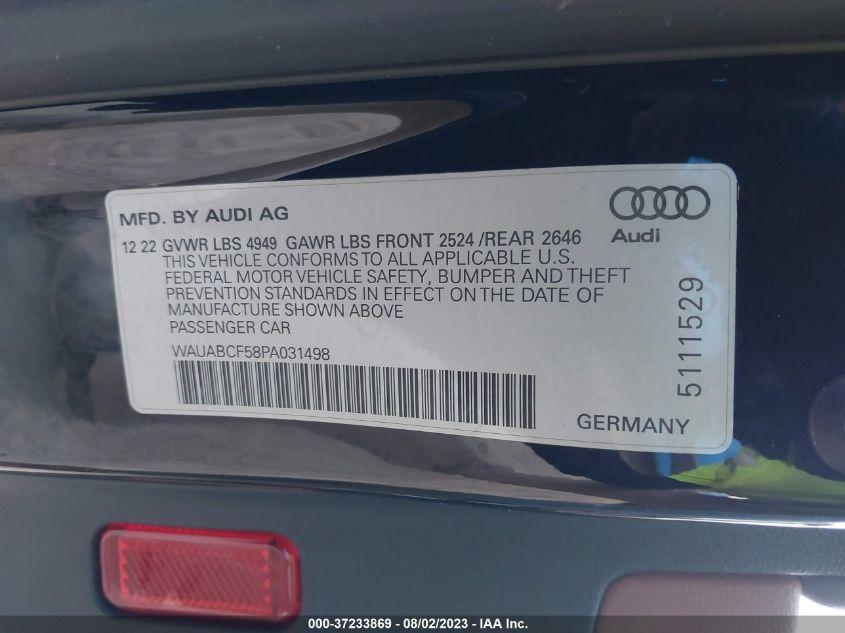 MFD. BY AUDI AG
Audi
12 22 GVWR LBS 4949 GAWR LBS FRONT 2524 /REAR 2646
THIS VEHICLE CONFORMS TO ALL APPLICABLE U.S.
FEDERAL MOTOR VEHICLE SAFETY, BUMPER AND THEFT
PREVENTION STANDARDS IN EFFECT ON THE DATE OF
MANUFACTURE SHOWN ABOVE
PASSENGER CAR
WAUABCF58PA031498
5111529
GERMANY
000-37233869 - 08/02/2023 - IAA Inc.